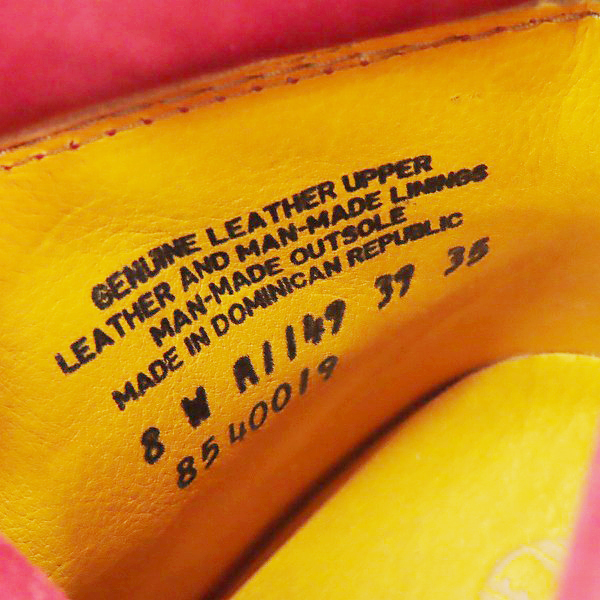 GENUINE LEATHER UPPER
LEATHER AND MAN-MADE LININGS
MAN-MADE OUTSOLE
MADE IN DOMINICAN REPUBLIC
8 W A1149 39 35
8540019